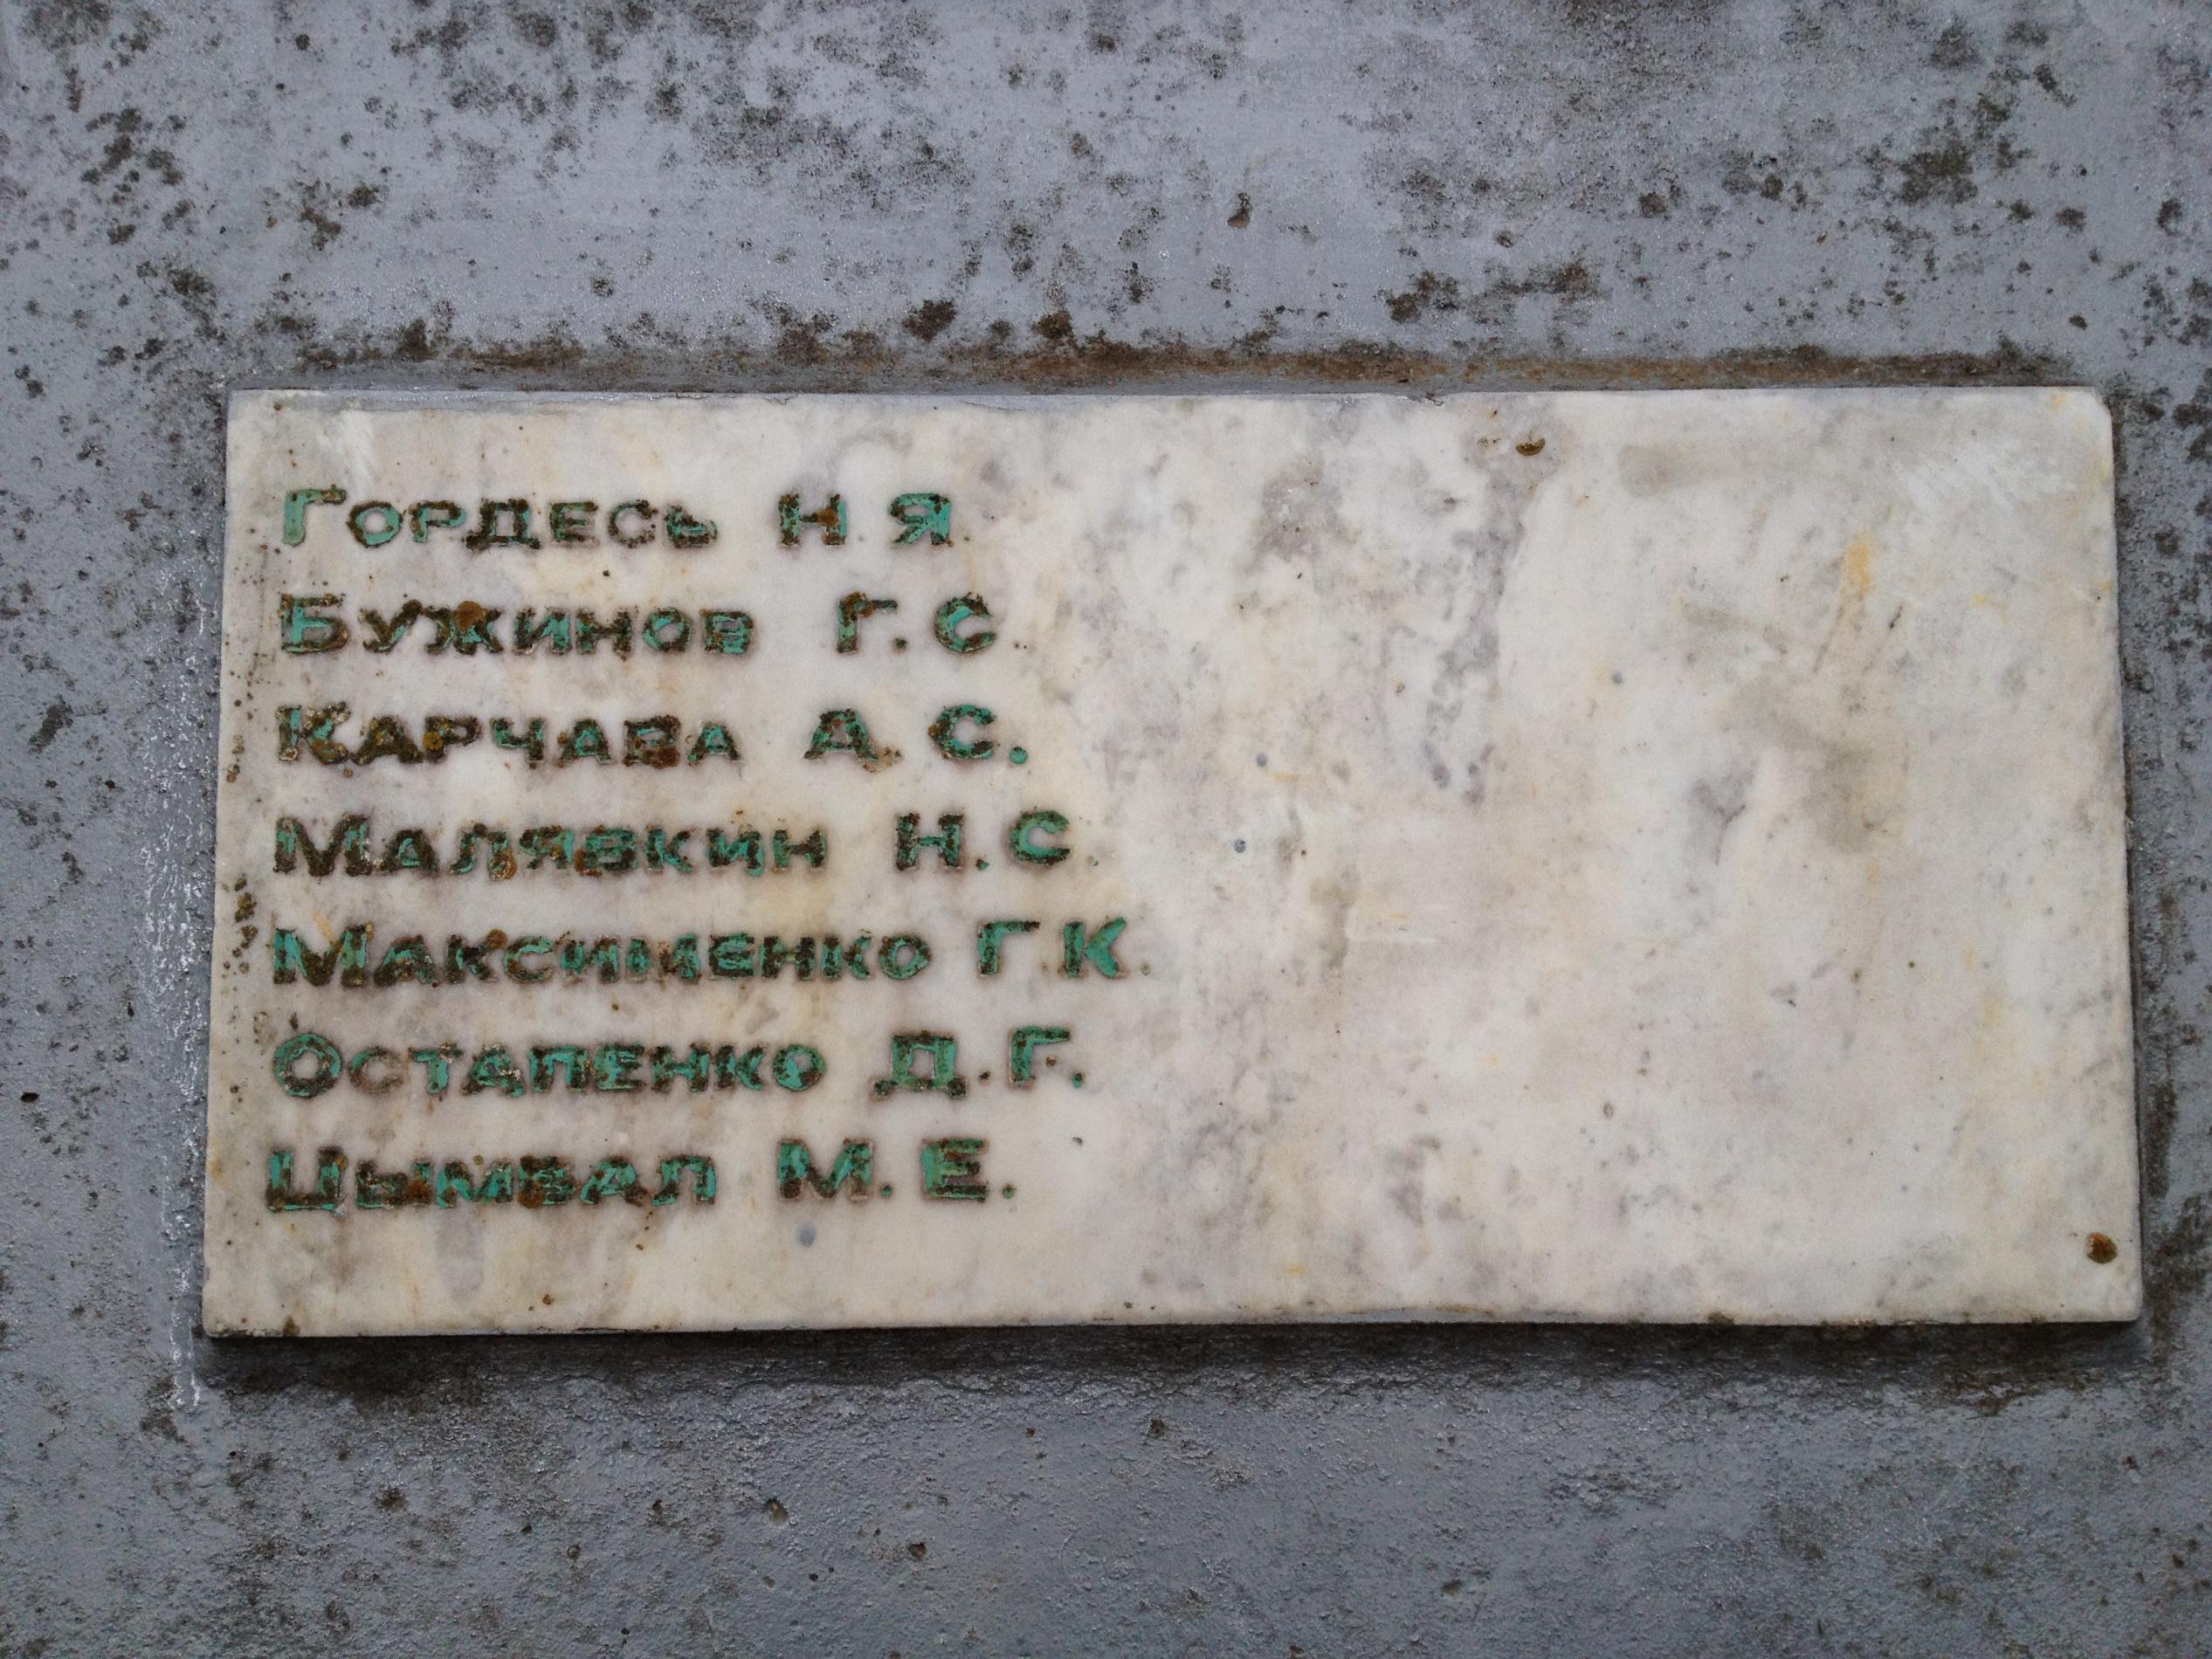 Гордесь Н.Я.
Бужинов Г.С.
Карчава А.С.
Малявкин Н.С.
Максименко Г.К.
Остапенко Д.Г.
Цымбал М.Е.